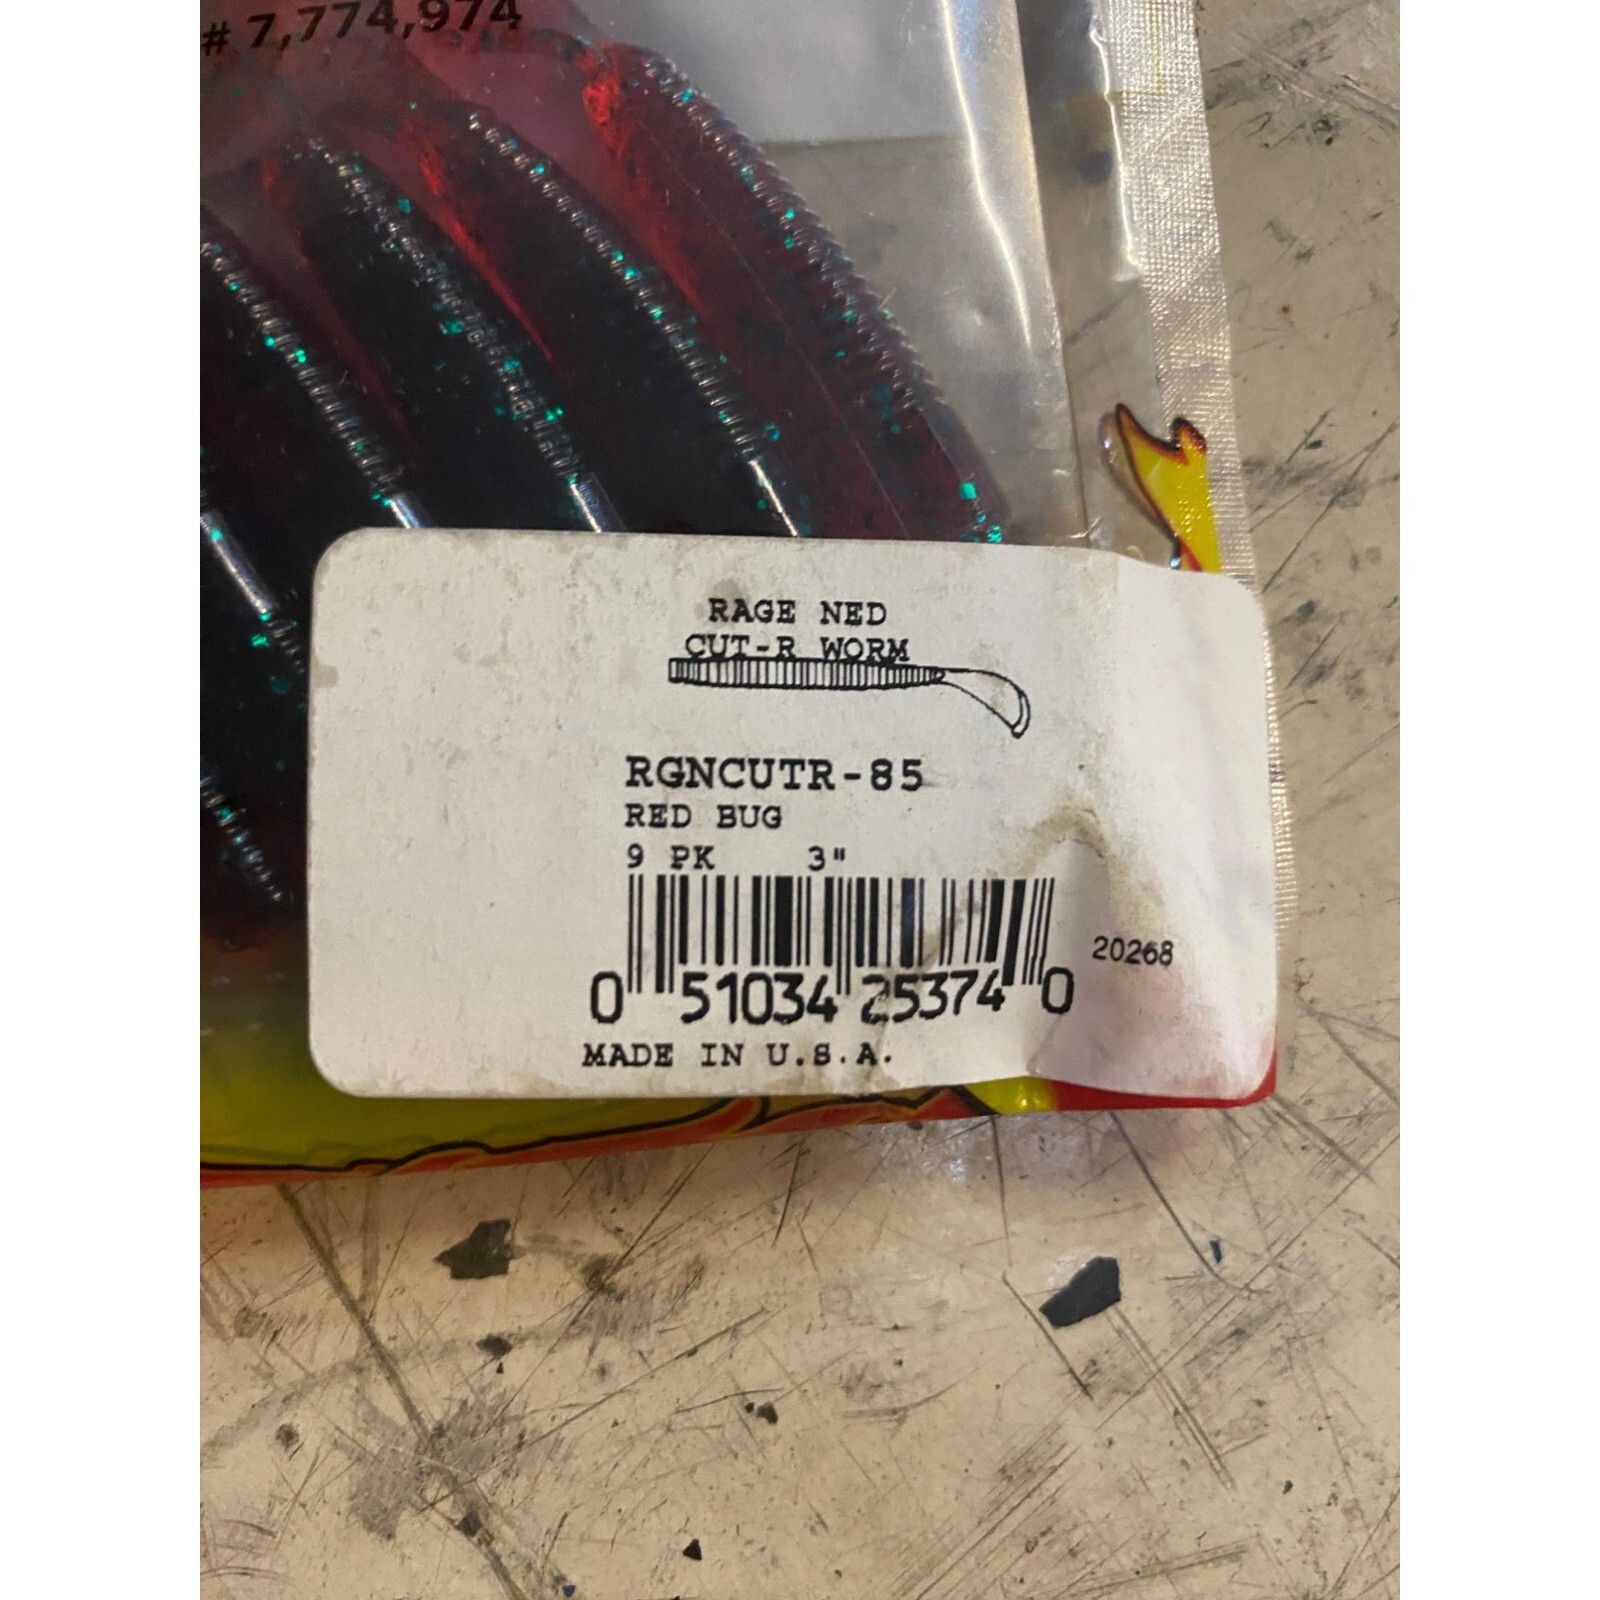 # 7,774,974
RAGE NED
CUT-R WORM
RGNCUTR-85
RED BUG
9 PK 3"
0 51034 25374 0
20268
MADE IN U.S.A.